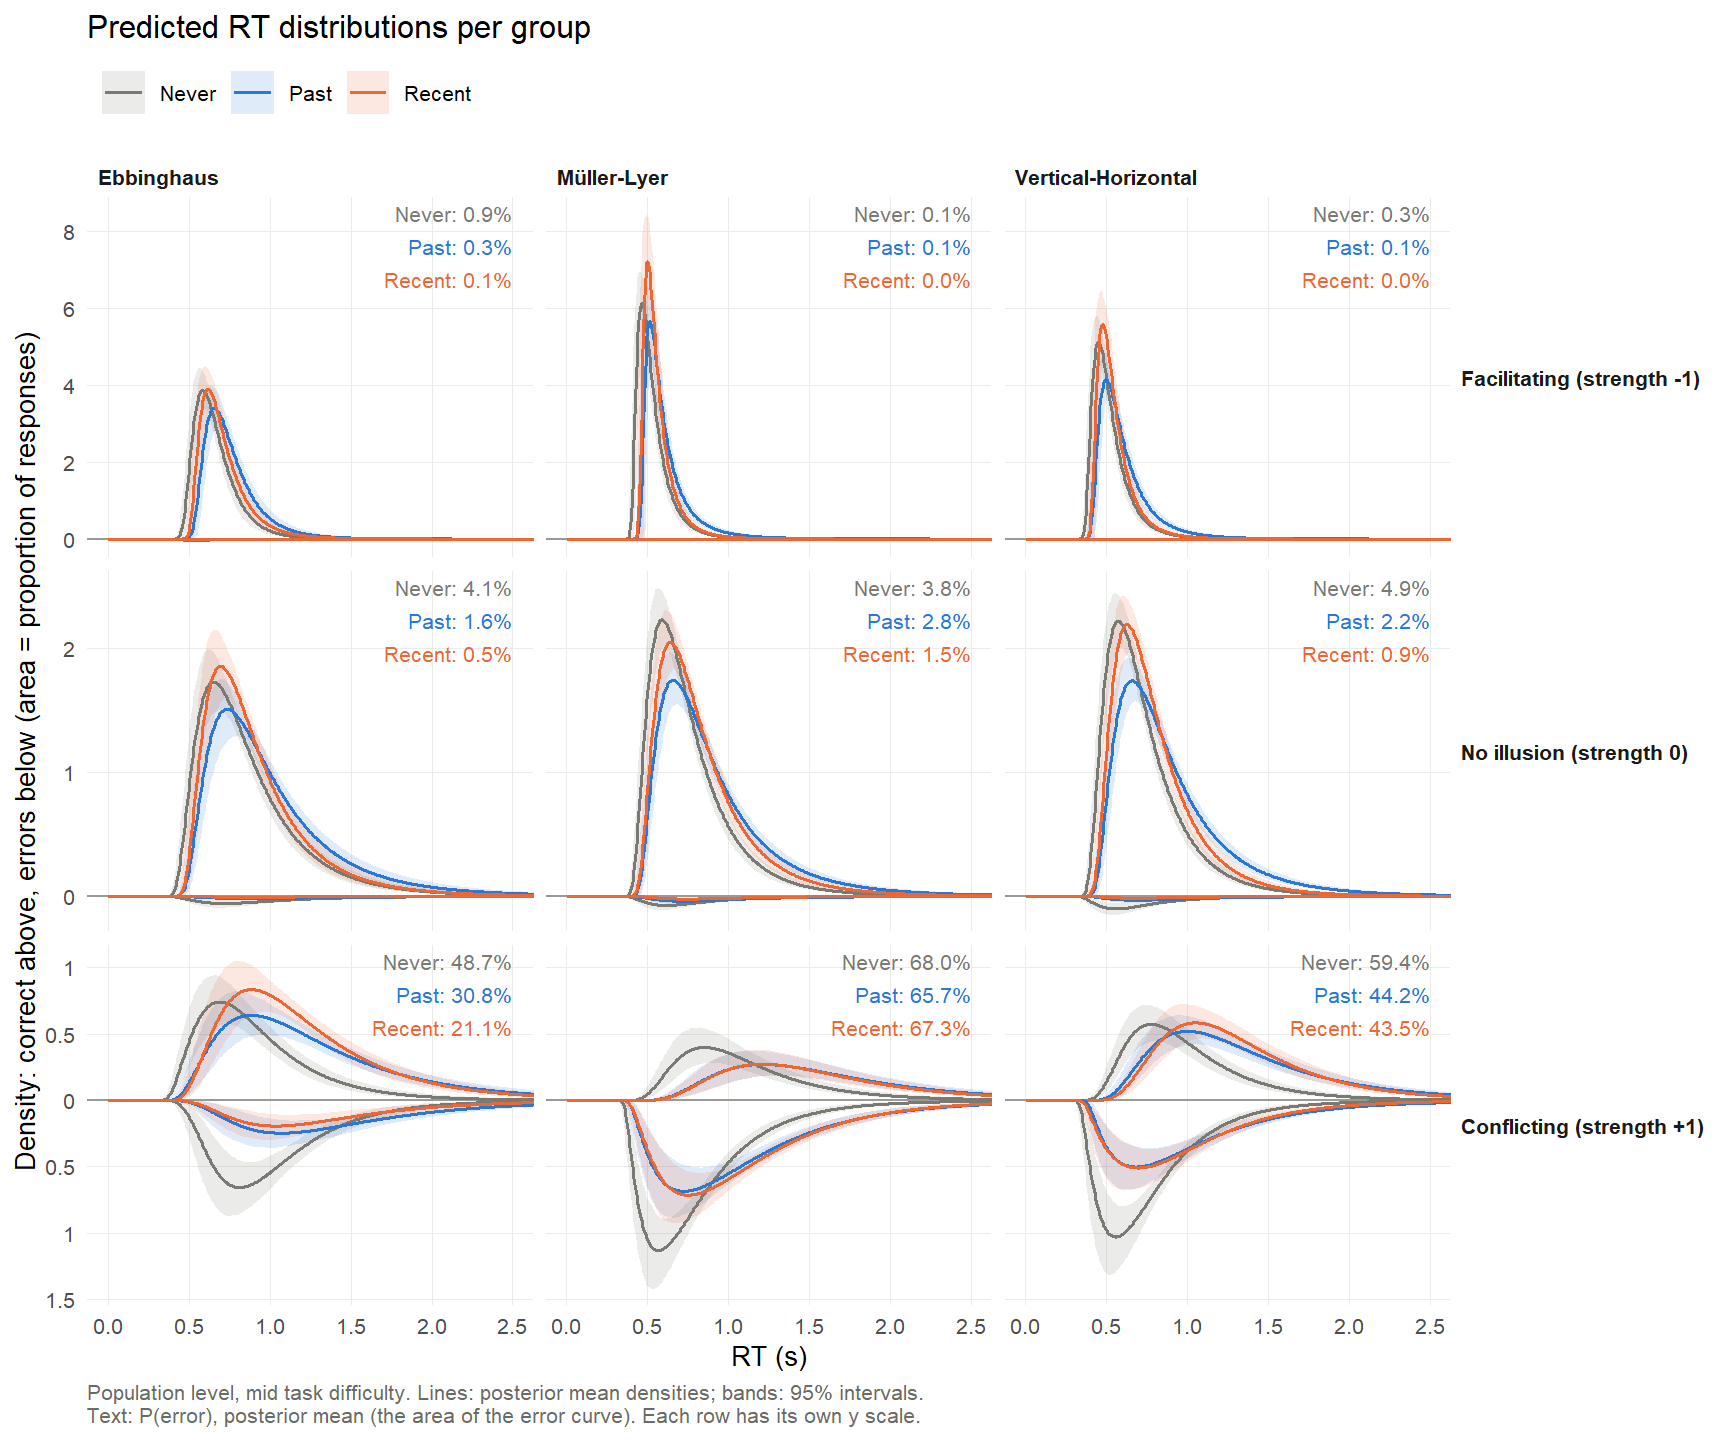 Predicted RT distributions per group
Never Past Recent
Ebbinghaus Müller-Lyer Vertical-Horizontal
Density: correct above, errors below (area = proportion of responses)
8
6
4
2
0
Never: 0.9%
Past: 0.3%
Recent: 0.1%
Never: 0.1%
Past: 0.1%
Recent: 0.0%
Never: 0.3%
Past: 0.1%
Recent: 0.0%
Facilitating (strength -1)
2
1
0
Never: 4.1%
Past: 1.6%
Recent: 0.5%
Never: 3.8%
Past: 2.8%
Recent: 1.5%
Never: 4.9%
Past: 2.2%
Recent: 0.9%
No illusion (strength 0)
1
0.5
0
0.5
1
1.5
Never: 48.7%
Past: 30.8%
Recent: 21.1%
Never: 68.0%
Past: 65.7%
Recent: 67.3%
Never: 59.4%
Past: 44.2%
Recent: 43.5%
Conflicting (strength +1)
0.0 0.5 1.0 1.5 2.0 2.5 0.0 0.5 1.0 1.5 2.0 2.5 0.0 0.5 1.0 1.5 2.0 2.5
RT (s)
Population level, mid task difficulty. Lines: posterior mean densities; bands: 95% intervals.
Text: P(error), posterior mean (the area of the error curve). Each row has its own y scale.